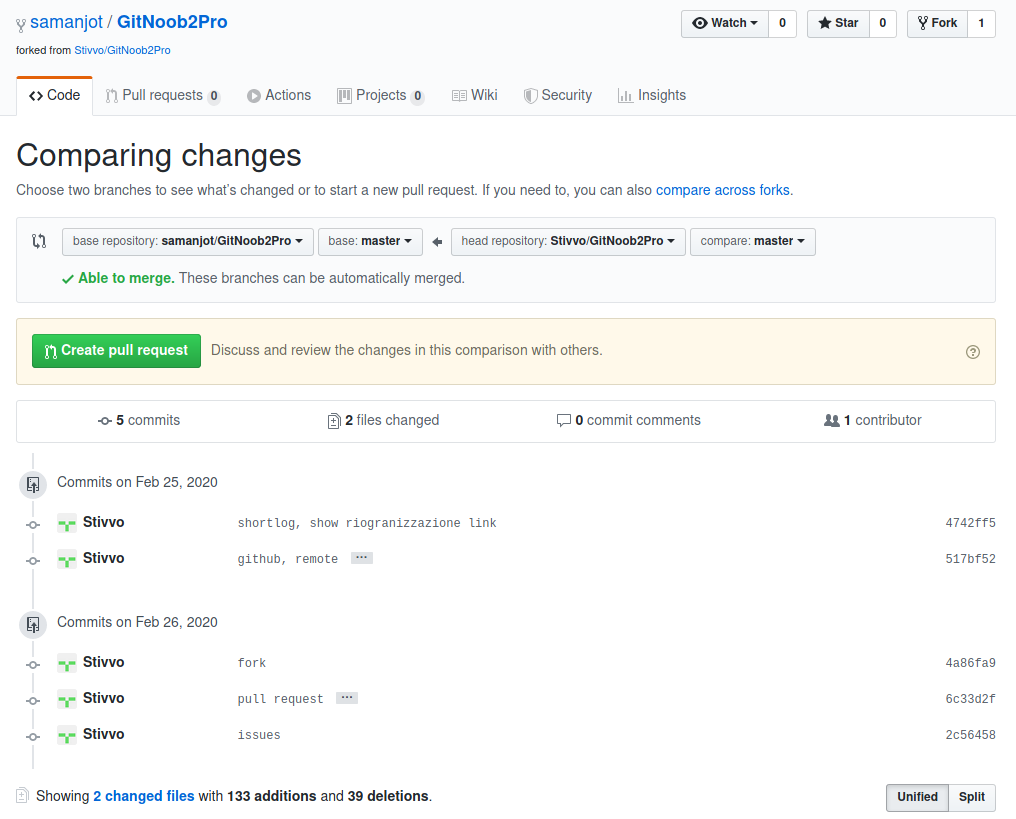 samanjot / GitNoob2Pro
Watch 0 Star 0 Fork 1
forked from Stivvo/GitNoob2Pro
Code Pull requests 0 Actions Projects 0 Wiki Security Insights
Comparing changes
Choose two branches to see what's changed or to start a new pull request. If you need to, you can also compare across forks.
base repository: samanjot/GitNoob2Pro base: master head repository: Stivvo/GitNoob2Pro compare: master
Able to merge. These branches can be automatically merged.
Create pull request Discuss and review the changes in this comparison with others.
5 commits 2 files changed 0 commit comments 1 contributor
Commits on Feb 25, 2020
Stivvo shortlog, show riogranizzazione link 4742ff5
Stivvo github, remote … 517bf52
Commits on Feb 26, 2020
Stivvo fork 4a86fa9
Stivvo pull request … 6c33d2f
Stivvo issues 2c56458
Showing 2 changed files with 133 additions and 39 deletions. Unified Split